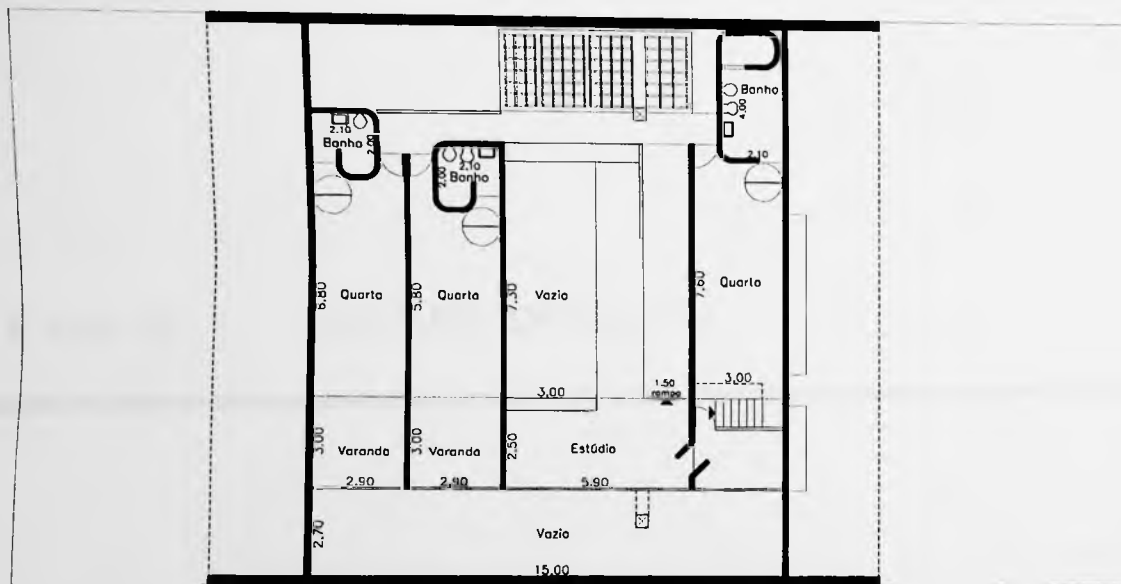 Banho
4.00
2.10
2.10
Banho
2.00
2.10
Banho
2.00
6.80
Quarto
5.80
Quarto
7.30
Vazio
7.60
Quarto
3.00
1.50
rampa
3.00
3.00
Varanda
3.00
Varanda
2.50
Estúdio
2.90
2.90
5.90
2.70
Vazio
15.00